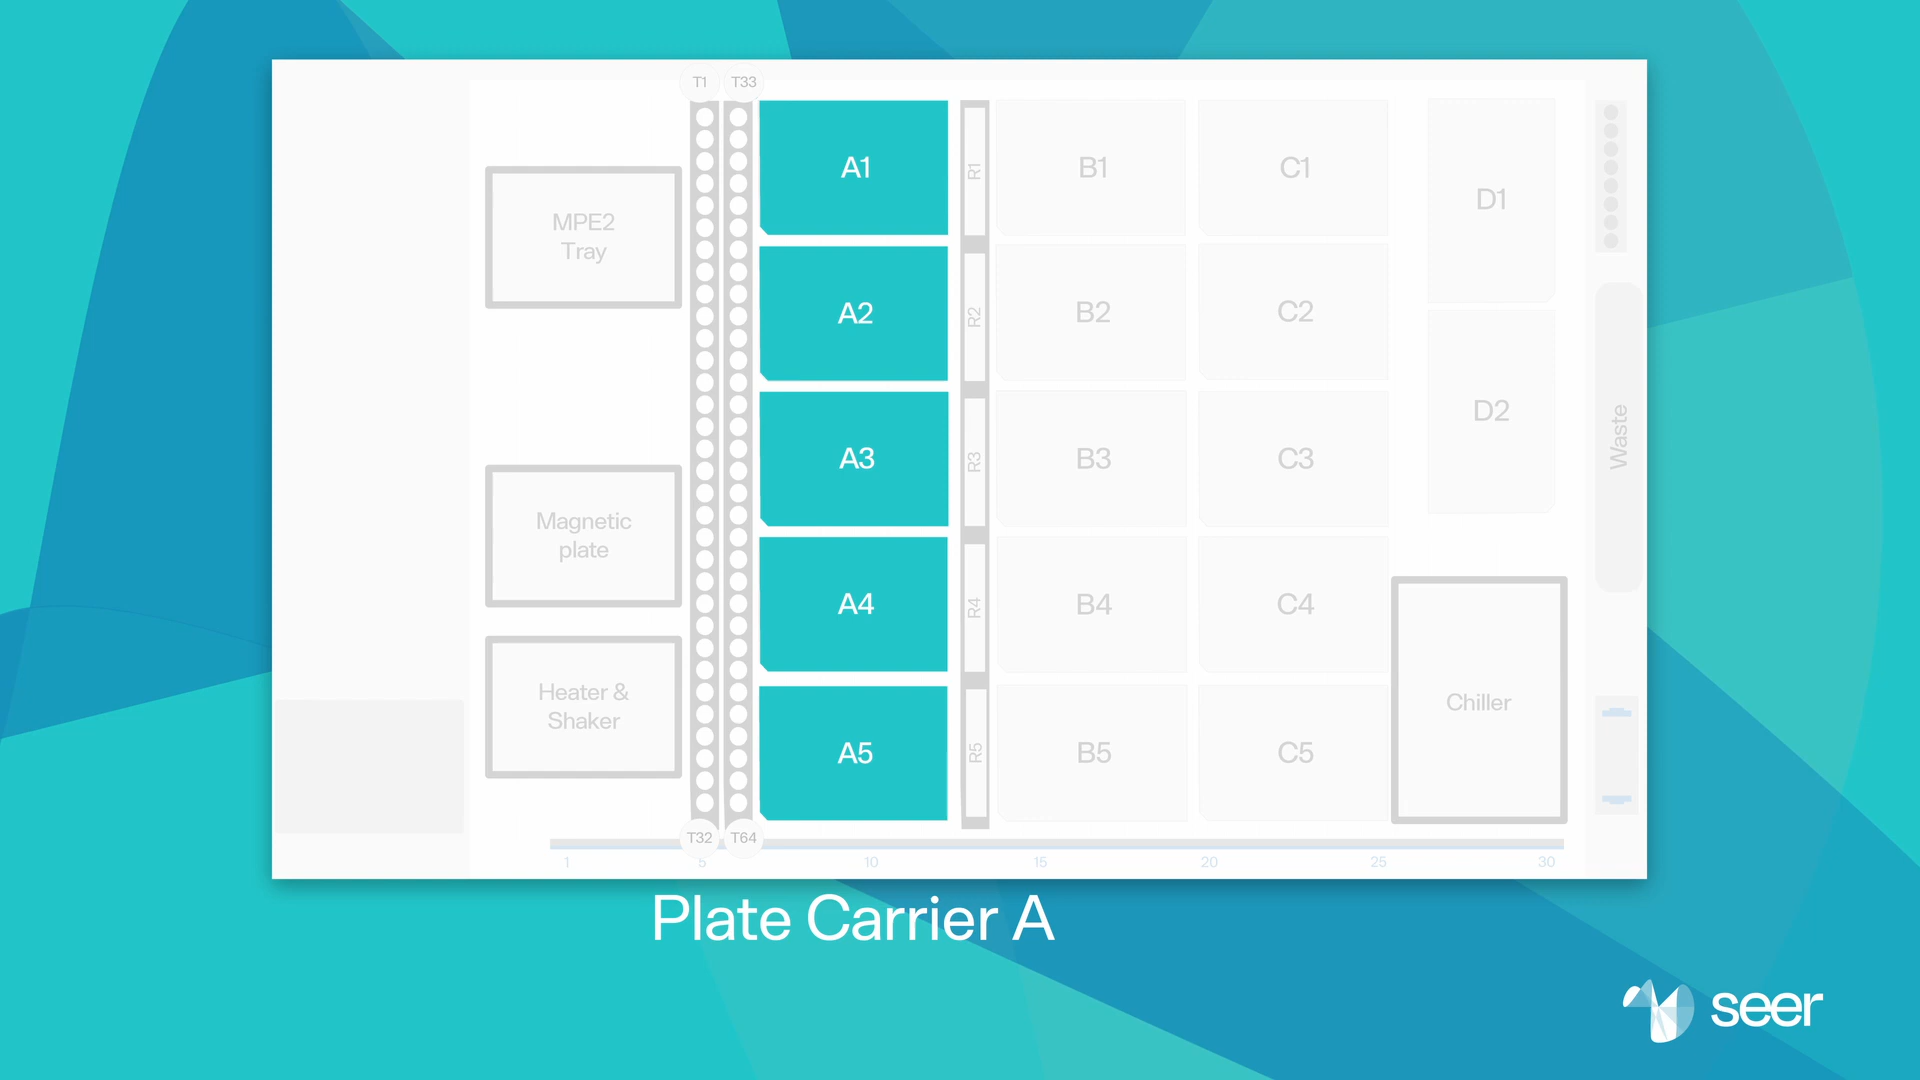 T1
T33
MPE2
Tray
Magnetic
plate
Heater &
Shaker
T32
T64
A1
A2
A3
A4
A5
R1
R2
R3
R4
R5
B1
B2
B3
B4
B5
C1
C2
C3
C4
C5
D1
D2
Chiller
Waste
1 5 10 15 20 25 30
Plate Carrier A
seer